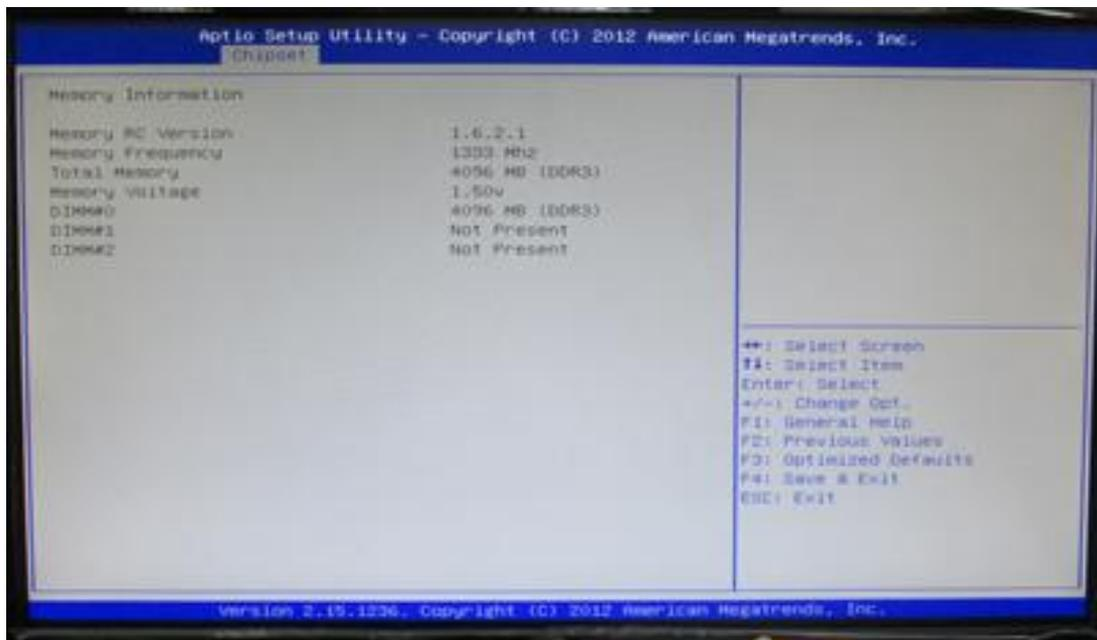 Aptio Setup Utility - Copyright (C) 2012 American Megatrends, Inc.
Chipset
Memory Information
Memory RC Version 1.6.2.1
Memory Frequency 1333 Mhz
Total Memory 4096 MB (DDR3)
Memory Voltage 1.50v
DIMM#0 4096 MB (DDR3)
DIMM#1 Not Present
DIMM#2 Not Present
→←: Select Screen
↑↓: Select Item
Enter: Select
+/-: Change Opt.
F1: General Help
F2: Previous Values
F3: Optimized Defaults
F4: Save & Exit
ESC: Exit
Version 2.15.1236. Copyright (C) 2012 American Megatrends, Inc.